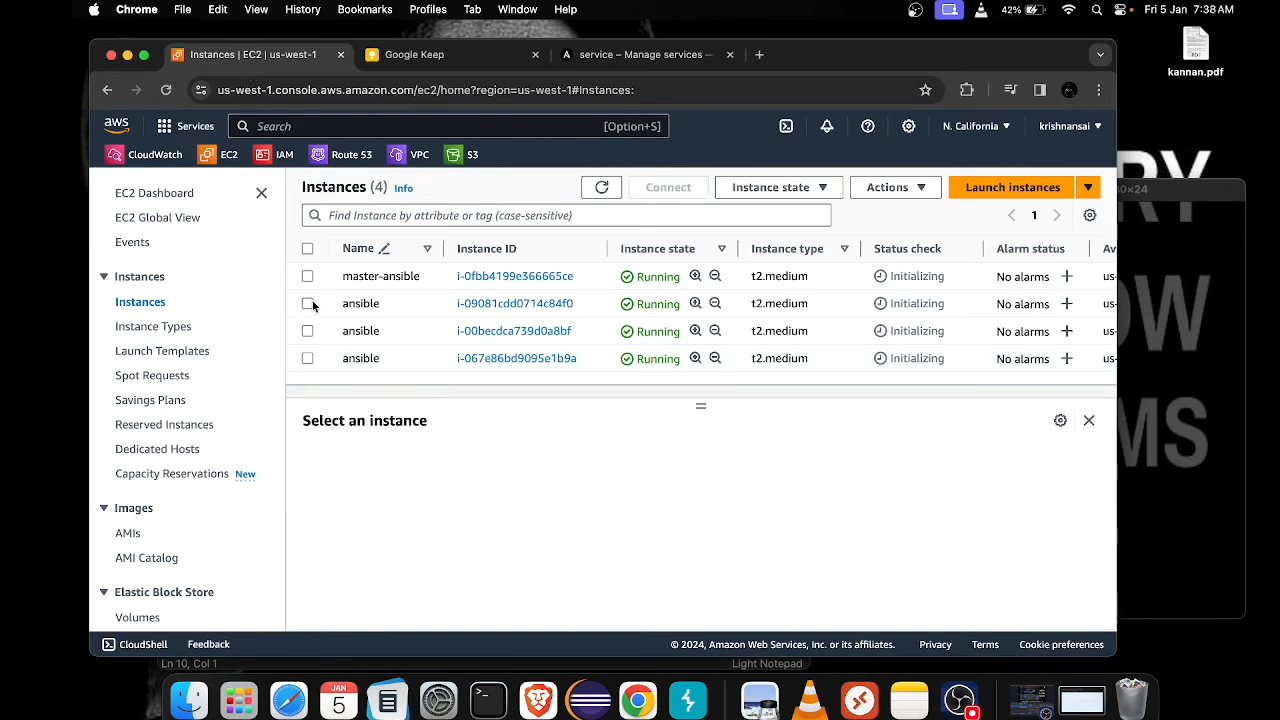 Chrome File Edit View History Bookmarks Profiles Tab Window Help 42% Fri 5 Jan 7:38 AM
kannan.pdf
Instances | EC2 | us-west-1 Google Keep service – Manage services —
us-west-1.console.aws.amazon.com/ec2/home?region=us-west-1#Instances:
aws Services Search [Option+S] N. California krishnansai
CloudWatch EC2 IAM Route 53 VPC S3
EC2 Dashboard
EC2 Global View
Events
Instances
Instances
Instance Types
Launch Templates
Spot Requests
Savings Plans
Reserved Instances
Dedicated Hosts
Capacity Reservations New
Images
AMIs
AMI Catalog
Elastic Block Store
Volumes
Instances (4) Info Connect Instance state Actions Launch instances
Find Instance by attribute or tag (case-sensitive) 1
Name Instance ID Instance state Instance type Status check Alarm status Av
master-ansible i-0fbb4199e366665ce Running t2.medium Initializing No alarms + us-
ansible i-09081cdd0714c84f0 Running t2.medium Initializing No alarms + us-
ansible i-00becdca739d0a8bf Running t2.medium Initializing No alarms + us-
ansible i-067e86bd9095e1b9a Running t2.medium Initializing No alarms + us-
Select an instance
CloudShell Feedback © 2024, Amazon Web Services, Inc. or its affiliates. Privacy Terms Cookie preferences
Ln 10, Col 1 Light Notepad
JAN
5